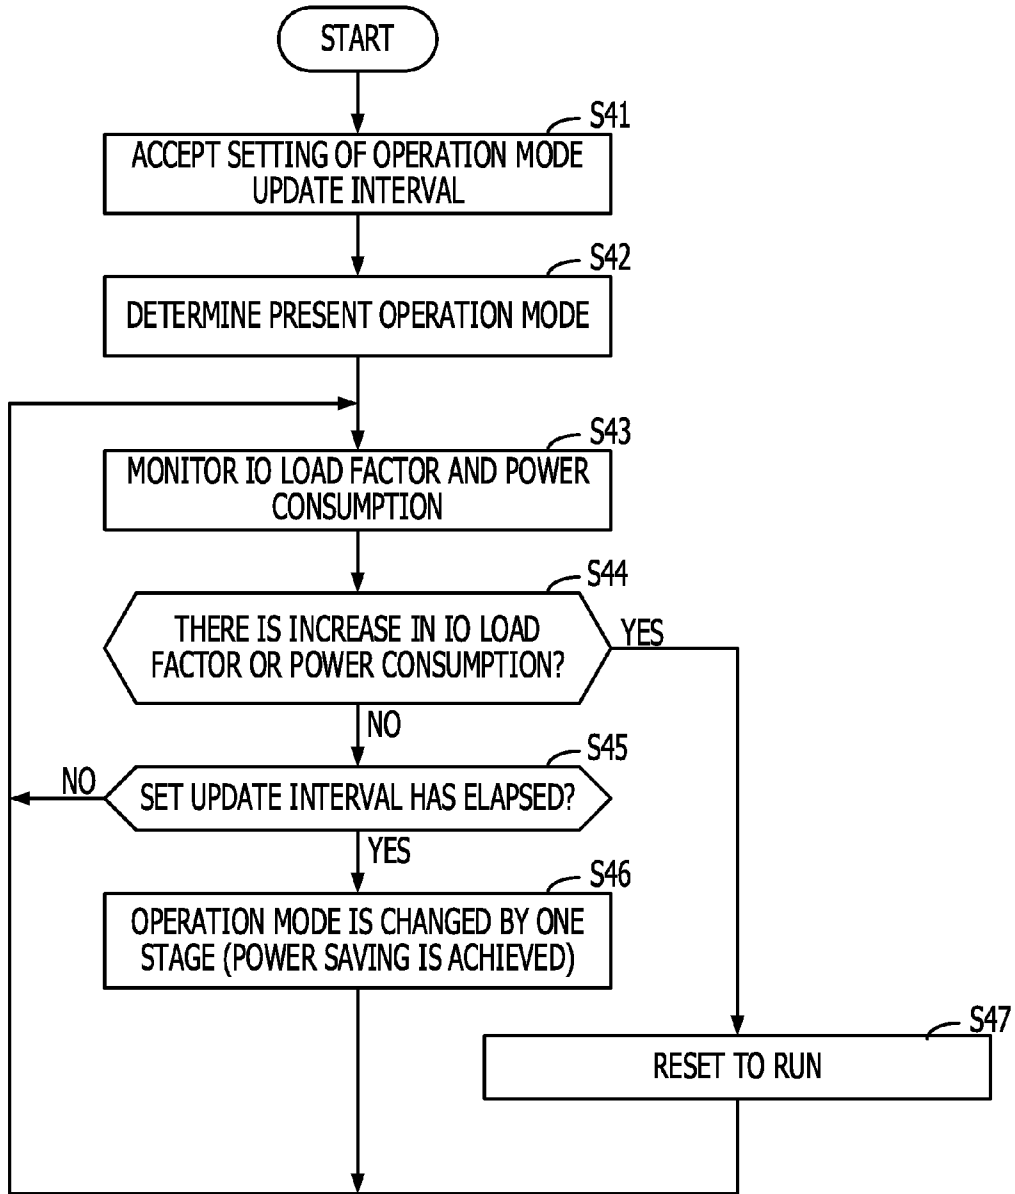 START
S41
ACCEPT SETTING OF OPERATION MODE
UPDATE INTERVAL
S42
DETERMINE PRESENT OPERATION MODE
S43
MONITOR IO LOAD FACTOR AND POWER
CONSUMPTION
S44
THERE IS INCREASE IN IO LOAD
FACTOR OR POWER CONSUMPTION?
YES
NO
S45
NO
SET UPDATE INTERVAL HAS ELAPSED?
YES
S46
OPERATION MODE IS CHANGED BY ONE
STAGE (POWER SAVING IS ACHIEVED)
S47
RESET TO RUN